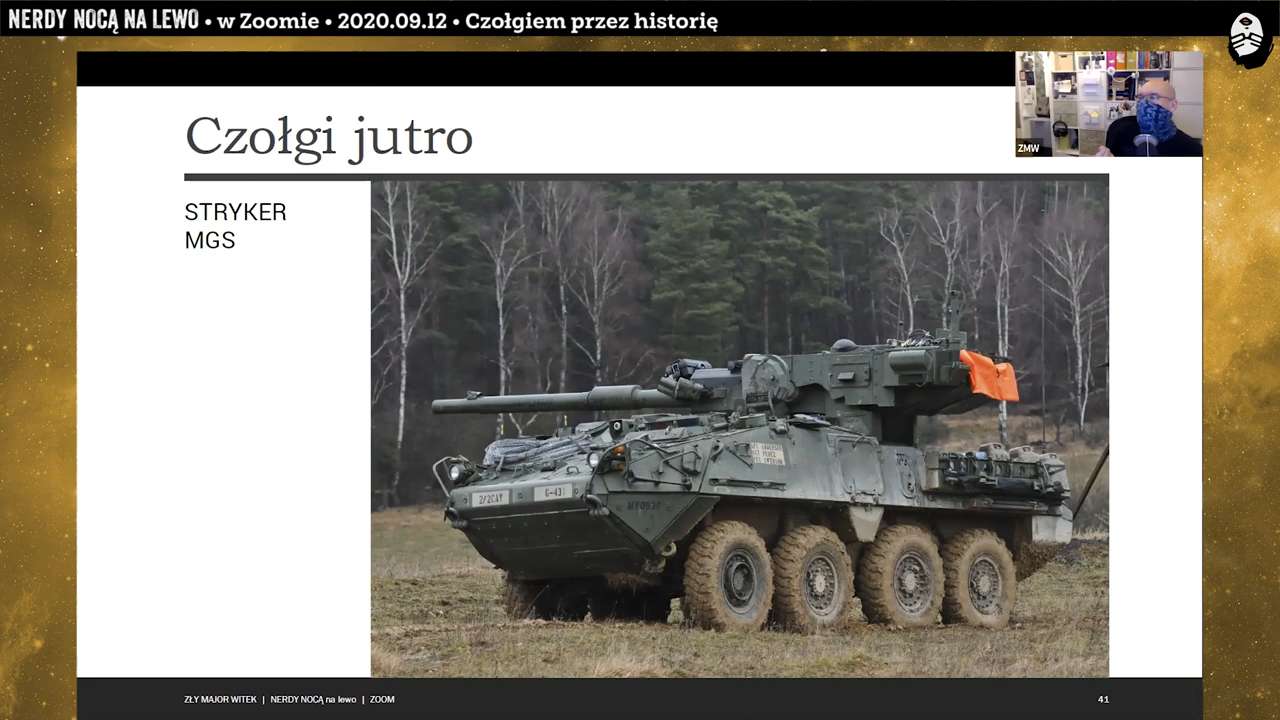 NERDY NOCĄ NA LEWO • w Zoomie • 2020.09.12 • Czołgiem przez historię
ZMW
Czołgi jutro
STRYKER
MGS
2/2CAV
G-431
ZŁY MAJOR WITEK | NERDY NOCĄ na lewo | ZOOM
41